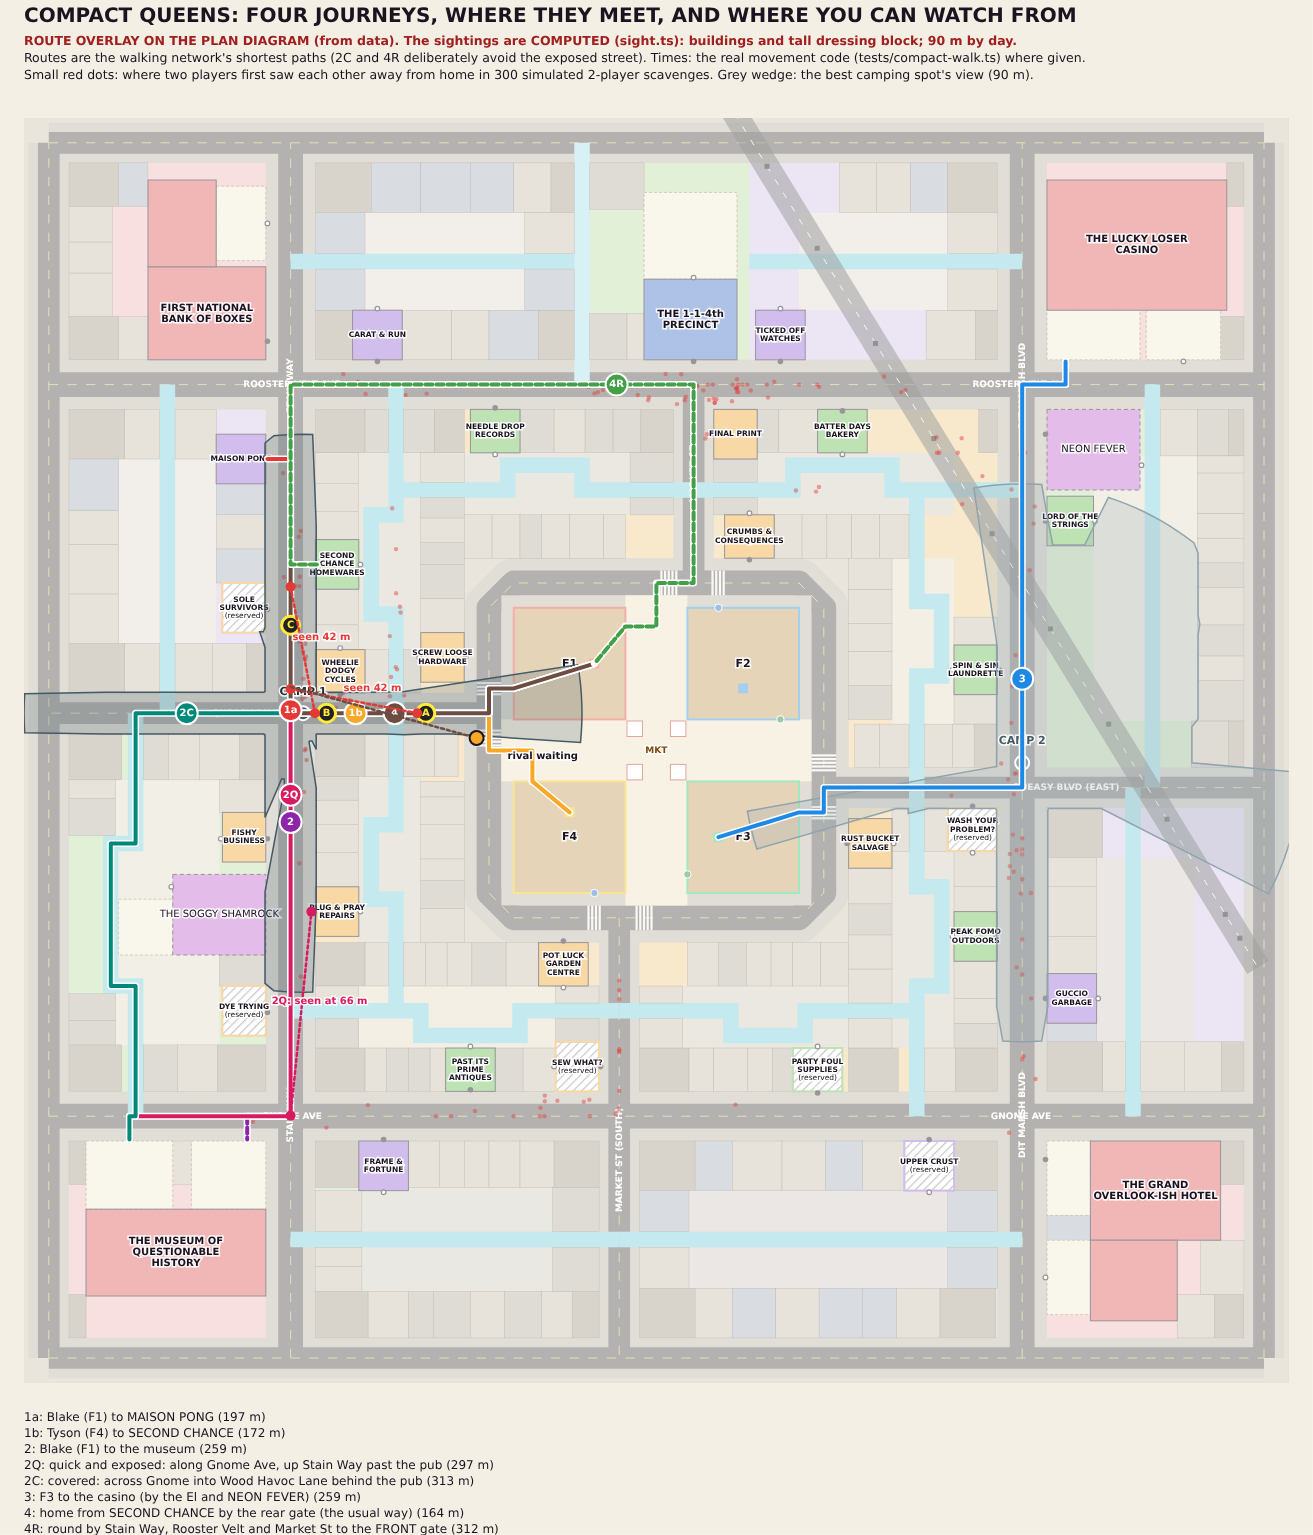 COMPACT QUEENS: FOUR JOURNEYS, WHERE THEY MEET, AND WHERE YOU CAN WATCH FROM
ROUTE OVERLAY ON THE PLAN DIAGRAM (from data). The sightings are COMPUTED (sight.ts): buildings and tall dressing block; 90 m by day.
Routes are the walking network's shortest paths (2C and 4R deliberately avoid the exposed street). Times: the real movement code (tests/compact-walk.ts) where given.
Small red dots: where two players first saw each other away from home in 300 simulated 2-player scavenges. Grey wedge: the best camping spot's view (90 m).
THE LUCKY LOSER
CASINO
FIRST NATIONAL
BANK OF BOXES
THE 1-1-4th
PRECINCT
CARAT & RUN
TICKED OFF
WATCHES
ROOSTER
WAY
4R
ROOSTER
H BLVD
NEEDLE DROP
RECORDS
FINAL PRINT
BATTER DAYS
BAKERY
NEON FEVER
MAISON PON
LORD OF THE
STRINGS
CRUMBS &
CONSEQUENCES
SECOND
CHANCE
HOMEWARES
SOLE
SURVIVORS
(reserved)
C
seen 42 m
SCREW LOOSE
HARDWARE
WHEELIE
DODGY
CYCLES
F1
F2
SPIN & SIN
LAUNDRETTE
3
seen 42 m
2C
1a
B
1b
4
A
CAMP 2
rival waiting
MKT
EASY BLVD (EAST)
2Q
2
FISHY
BUSINESS
F4
F3
RUST BUCKET
SALVAGE
WASH YOUR
PROBLEM?
(reserved)
THE SOGGY SHAMROCK
PLUG & PRAY
REPAIRS
PEAK FOMO
OUTDOORS
POT LUCK
GARDEN
CENTRE
2Q: seen at 66 m
DYE TRYING
(reserved)
GUCCIO
GARBAGE
PAST ITS
PRIME
ANTIQUES
SEW WHAT?
(reserved)
PARTY FOUL
SUPPLIES
(reserved)
E AVE
STA
MARKET ST (SOUTH)
DIT MARSH BLVD
GNOME AVE
FRAME &
FORTUNE
UPPER CRUST
(reserved)
THE GRAND
OVERLOOK-ISH HOTEL
THE MUSEUM OF
QUESTIONABLE
HISTORY
1a: Blake (F1) to MAISON PONG (197 m)
1b: Tyson (F4) to SECOND CHANCE (172 m)
2: Blake (F1) to the museum (259 m)
2Q: quick and exposed: along Gnome Ave, up Stain Way past the pub (297 m)
2C: covered: across Gnome into Wood Havoc Lane behind the pub (313 m)
3: F3 to the casino (by the El and NEON FEVER) (259 m)
4: home from SECOND CHANCE by the rear gate (the usual way) (164 m)
4R: round by Stain Way, Rooster Velt and Market St to the FRONT gate (312 m)